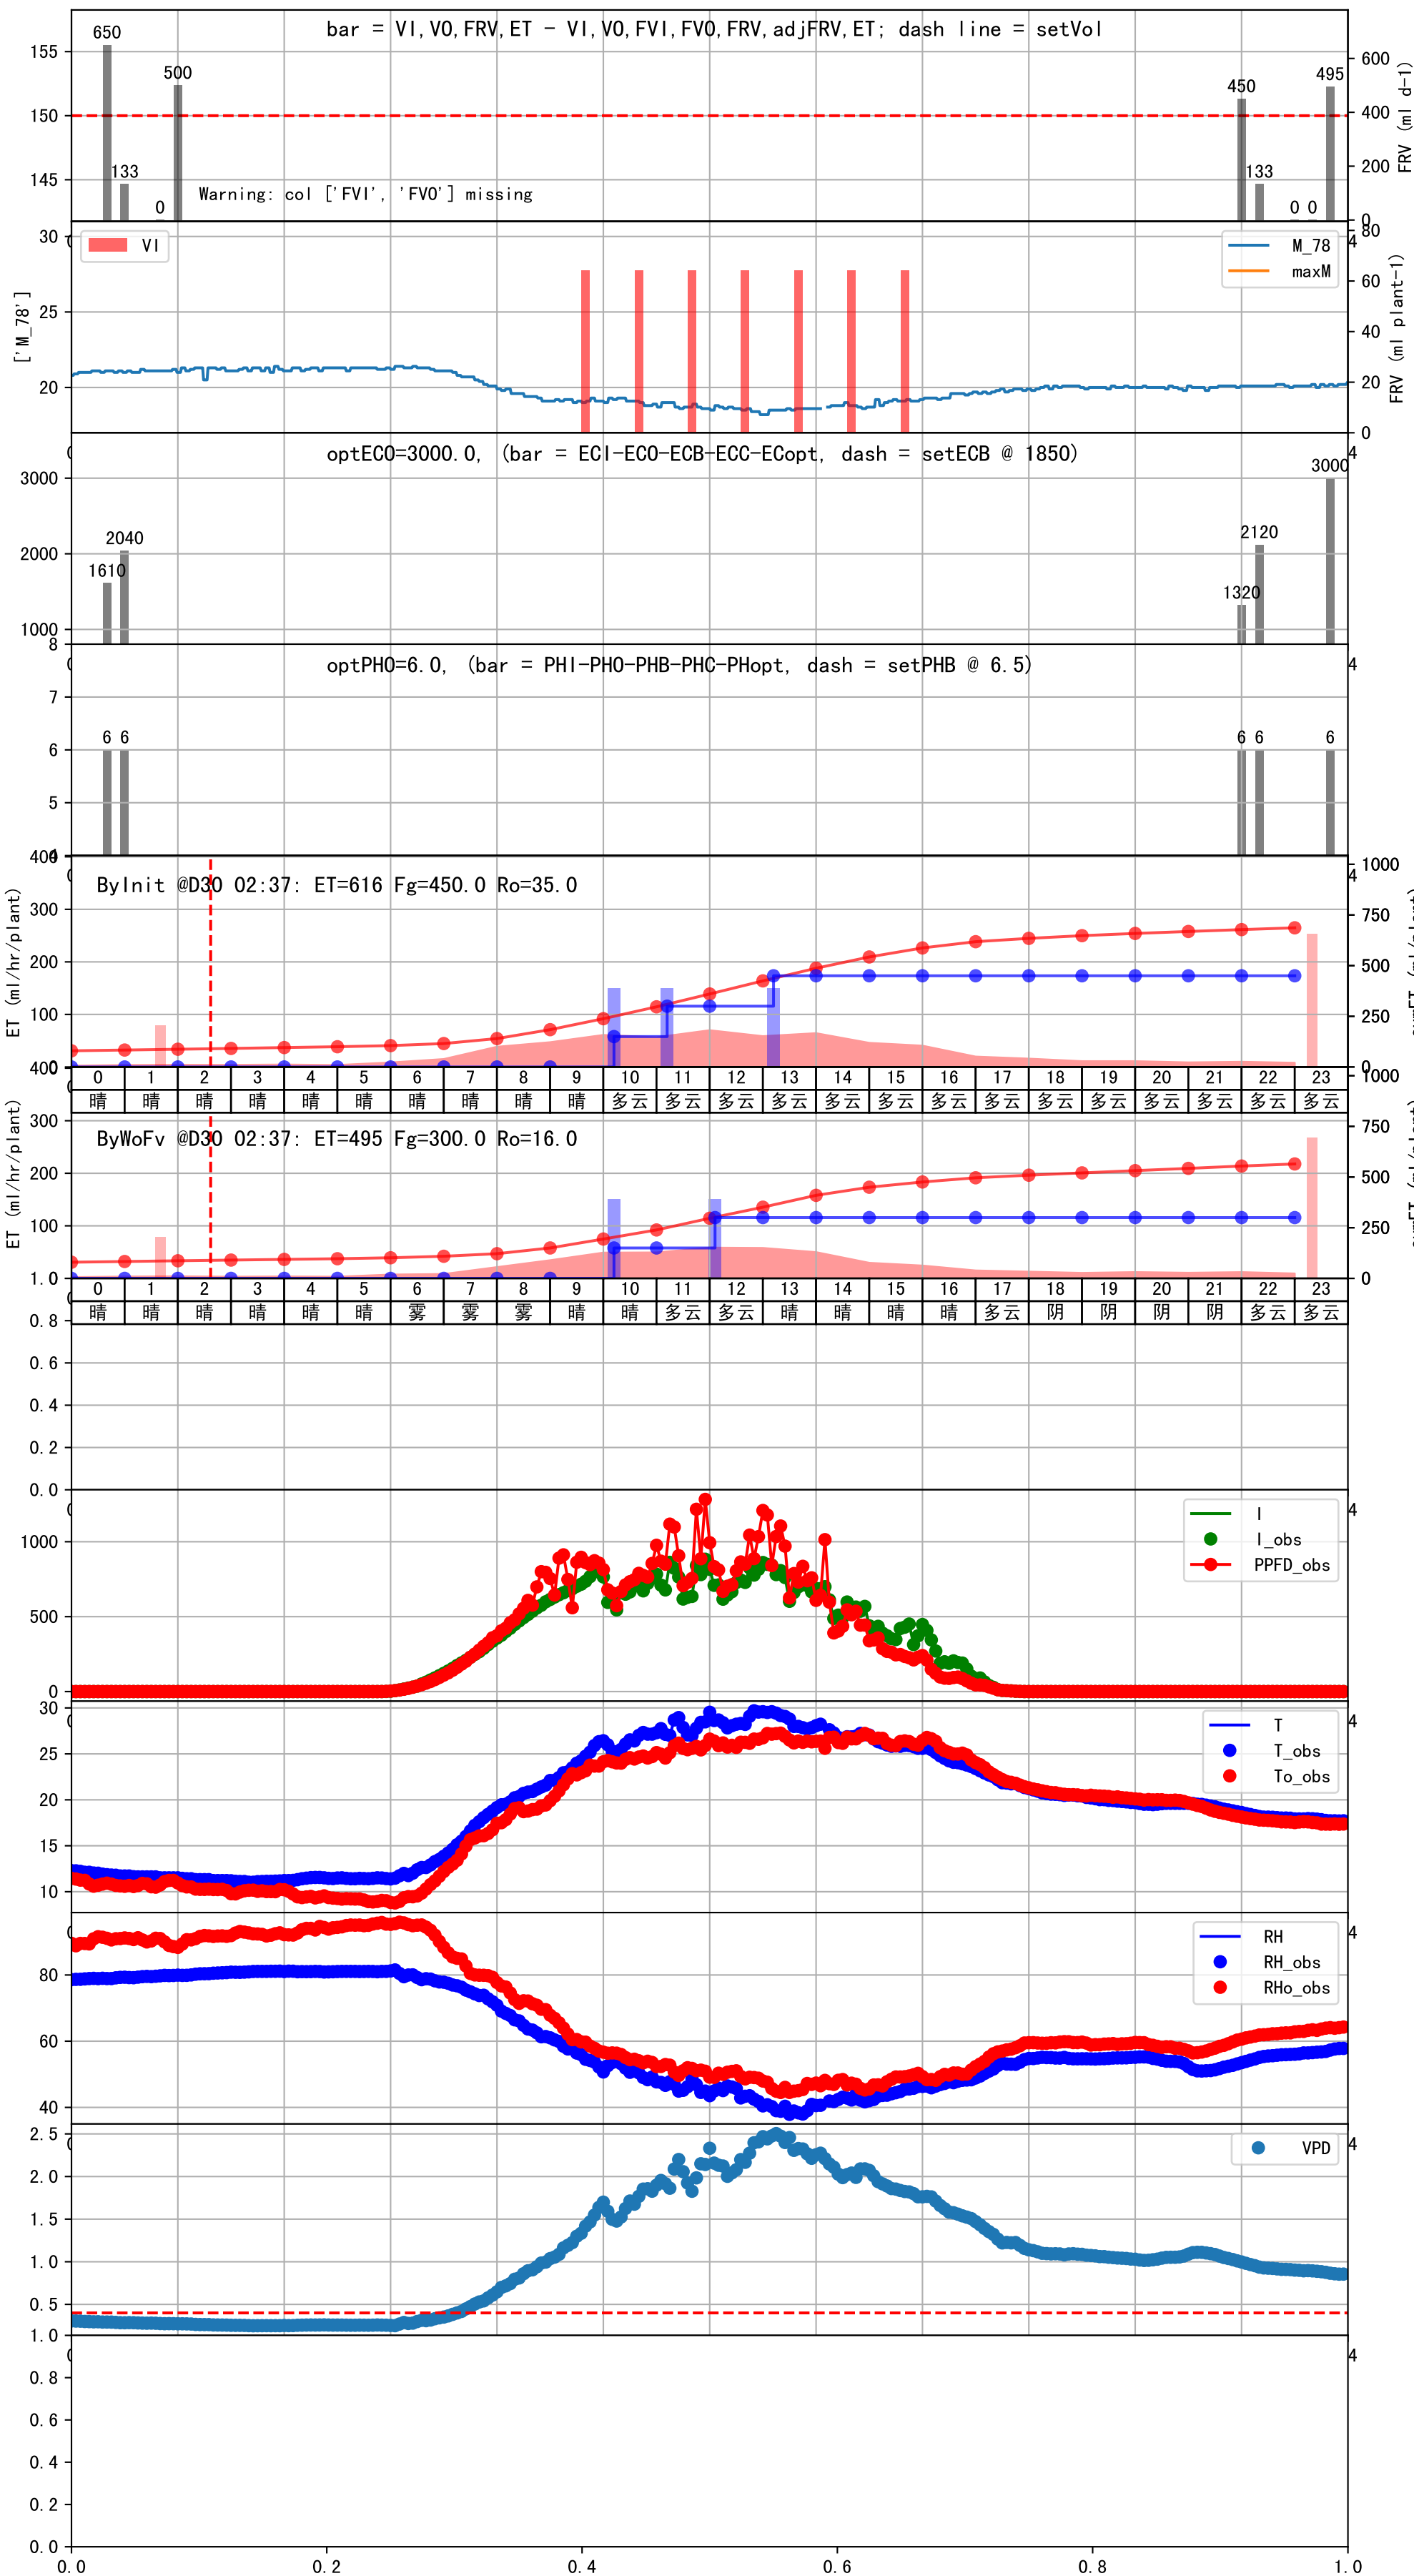 bar = VI,VO,FRV,ET - VI,VO,FVI,FVO,FRV,adjFRV,ET; dash line = setVol
650
133
0
500
450
133
0 0
495
155
150
145
600
400
200
0
FRV (ml d-1)
Warning: col ['FVI', 'FVO'] missing
VI
M_78
maxM
['M_78']
30
25
20
80
60
40
20
0
FRV (ml plant-1)
optECO=3000.0, (bar = ECI-ECO-ECB-ECC-ECopt, dash = setECB @ 1850)
3000
2000
1000
1610
2040
1320
2120
3000
optPHO=6.0, (bar = PHI-PHO-PHB-PHC-PHopt, dash = setPHB @ 6.5)
8
7
6
5
4
6 6
6 6
6
ByInit @D30 02:37: ET=616 Fg=450.0 Ro=35.0
ET (ml/hr/plant)
400
300
200
100
0
1000
750
500
250
0
0 1 2 3 4 5 6 7 8 9 10 11 12 13 14 15 16 17 18 19 20 21 22 23
晴 晴 晴 晴 晴 晴 晴 晴 晴 晴 多云 多云 多云 多云 多云 多云 多云 多云 多云 多云 多云 多云 多云 多云
ByWoFv @D30 02:37: ET=495 Fg=300.0 Ro=16.0
ET (ml/hr/plant)
400
300
200
100
1000
750
500
250
0
0 1 2 3 4 5 6 7 8 9 10 11 12 13 14 15 16 17 18 19 20 21 22 23
晴 晴 晴 晴 晴 晴 雾 雾 雾 晴 晴 多云 多云 晴 晴 晴 晴 多云 阴 阴 阴 阴 多云 多云
1.0
0.8
0.6
0.4
0.2
0.0
I
I_obs
PPFD_obs
1000
500
0
T
T_obs
To_obs
30
25
20
15
10
RH
RH_obs
RHo_obs
80
60
40
VPD
2.5
2.0
1.5
1.0
0.5
1.0
0.8
0.6
0.4
0.2
0.0
0.0 0.2 0.4 0.6 0.8 1.0